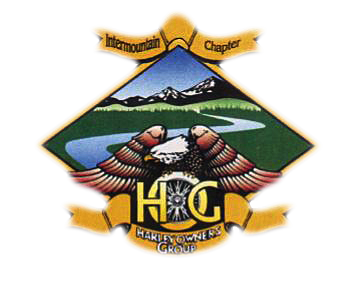 Intermountain Chapter
HOG
HARLEY OWNERS
GROUP